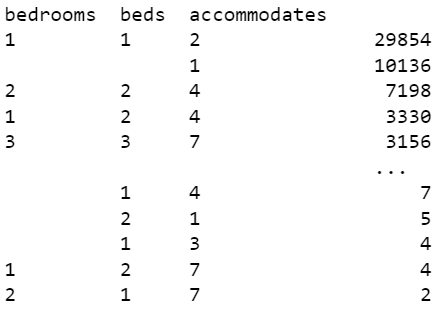 bedrooms  beds  accommodates
1         1     2               29854
                1               10136
2         2     4                7198
1         2     4                3330
3         3     7                3156
                                ...
          1     4                   7
          2     1                   5
          1     3                   4
1         2     7                   4
2         1     7                   2